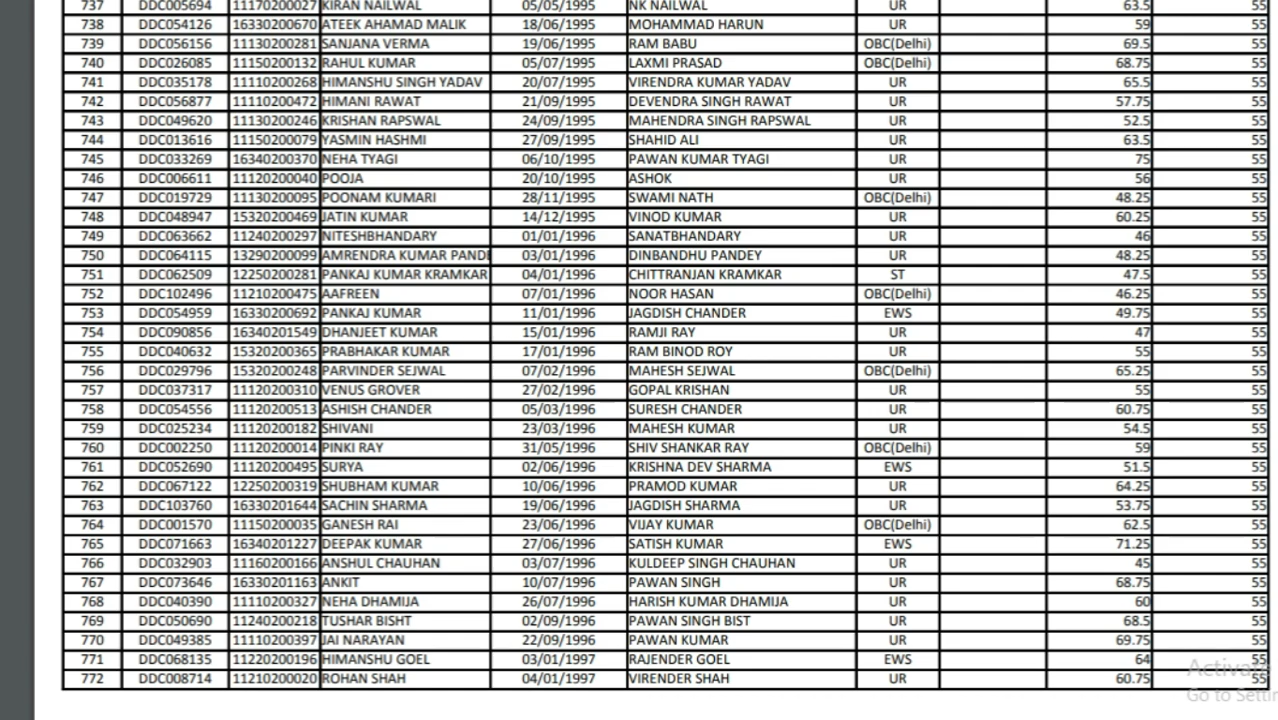 737 DDC005694 11170200027 KIRAN NAILWAL 05/05/1995 NK NAILWAL UR 63.5 55
738 DDC054126 16330200670 ATEEK AHAMAD MALIK 18/06/1995 MOHAMMAD HARUN UR 59 55
739 DDC056156 11130200281 SANJANA VERMA 19/06/1995 RAM BABU OBC(Delhi) 69.5 55
740 DDC026085 11150200132 RAHUL KUMAR 05/07/1995 LAXMI PRASAD OBC(Delhi) 68.75 55
741 DDC035178 11110200268 HIMANSHU SINGH YADAV 20/07/1995 VIRENDRA KUMAR YADAV UR 65.5 55
742 DDC056877 11110200472 HIMANI RAWAT 21/09/1995 DEVENDRA SINGH RAWAT UR 57.75 55
743 DDC049620 11130200246 KRISHAN RAPSWAL 24/09/1995 MAHENDRA SINGH RAPSWAL UR 52.5 55
744 DDC013616 11150200079 YASMIN HASHMI 27/09/1995 SHAHID ALI UR 63.5 55
745 DDC033269 16340200370 NEHA TYAGI 06/10/1995 PAWAN KUMAR TYAGI UR 75 55
746 DDC006611 11120200040 POOJA 20/10/1995 ASHOK UR 56 55
747 DDC019729 11130200095 POONAM KUMARI 28/11/1995 SWAMI NATH OBC(Delhi) 48.25 55
748 DDC048947 15320200469 JATIN KUMAR 14/12/1995 VINOD KUMAR UR 60.25 55
749 DDC063662 11240200297 NITESHBHANDARY 01/01/1996 SANATBHANDARY UR 46 55
750 DDC064115 13290200099 AMRENDRA KUMAR PANDE 03/01/1996 DINBANDHU PANDEY UR 48.25 55
751 DDC062509 12250200281 PANKAJ KUMAR KRAMKAR 04/01/1996 CHITTRANJAN KRAMKAR ST 47.5 55
752 DDC102496 11210200475 AAFREEN 07/01/1996 NOOR HASAN OBC(Delhi) 46.25 55
753 DDC054959 16330200692 PANKAJ KUMAR 11/01/1996 JAGDISH CHANDER EWS 49.75 55
754 DDC090856 16340201549 DHANJEET KUMAR 15/01/1996 RAMJI RAY UR 47 55
755 DDC040632 15320200365 PRABHAKAR KUMAR 17/01/1996 RAM BINOD ROY UR 55 55
756 DDC029796 15320200248 PARVINDER SEJWAL 07/02/1996 MAHESH SEJWAL OBC(Delhi) 65.25 55
757 DDC037317 11120200310 VENUS GROVER 27/02/1996 GOPAL KRISHAN UR 55 55
758 DDC054556 11120200513 ASHISH CHANDER 05/03/1996 SURESH CHANDER UR 60.75 55
759 DDC025234 11120200182 SHIVANI 23/03/1996 MAHESH KUMAR UR 54.5 55
760 DDC002250 11120200014 PINKI RAY 31/05/1996 SHIV SHANKAR RAY OBC(Delhi) 59 55
761 DDC052690 11120200495 SURYA 02/06/1996 KRISHNA DEV SHARMA EWS 51.5 55
762 DDC067122 12250200319 SHUBHAM KUMAR 10/06/1996 PRAMOD KUMAR UR 64.25 55
763 DDC103760 16330201644 SACHIN SHARMA 19/06/1996 JAGDISH SHARMA UR 53.75 55
764 DDC001570 11150200035 GANESH RAI 23/06/1996 VIJAY KUMAR OBC(Delhi) 62.5 55
765 DDC071663 16340201227 DEEPAK KUMAR 27/06/1996 SATISH KUMAR EWS 71.25 55
766 DDC032903 11160200166 ANSHUL CHAUHAN 03/07/1996 KULDEEP SINGH CHAUHAN UR 45 55
767 DDC073646 16330201163 ANKIT 10/07/1996 PAWAN SINGH UR 68.75 55
768 DDC040390 11110200327 NEHA DHAMIJA 26/07/1996 HARISH KUMAR DHAMIJA UR 60 55
769 DDC050690 11240200218 TUSHAR BISHT 02/09/1996 PAWAN SINGH BIST UR 68.5 55
770 DDC049385 11110200397 JAI NARAYAN 22/09/1996 PAWAN KUMAR UR 69.75 55
771 DDC068135 11220200196 HIMANSHU GOEL 03/01/1997 RAJENDER GOEL EWS 64 55
772 DDC008714 11210200020 ROHAN SHAH 04/01/1997 VIRENDER SHAH UR 60.75 55
Activate
Go to Settin